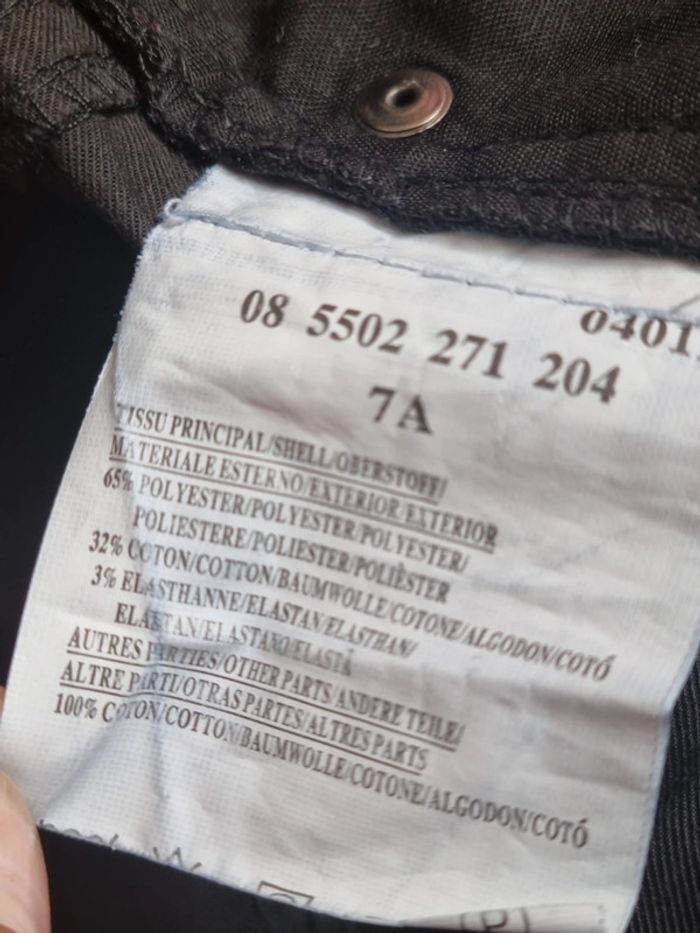 0401
08 5502 271 204
7A
TISSU PRINCIPAL/SHELL/OBERSTOFF/
MATERIALE ESTERNO/EXTERIOR/EXTERIOR
65% POLYESTER/POLYESTER/POLYESTER/
POLIESTERE/POLIESTER/POLIÈSTER
32% COTON/COTTON/BAUMWOLLE/COTONE/ALGODON/COTÓ
3% ELASTHANNE/ELASTAN/ELASTHAN/
ELASTAN/ELASTANO/ELASTÀ
AUTRES PARTIES/OTHER PARTS/ANDERE TEILE/
ALTRE PARTI/OTRAS PARTES/ALTRES PARTS
100% COTON/COTTON/BAUMWOLLE/COTONE/ALGODON/COTÓ